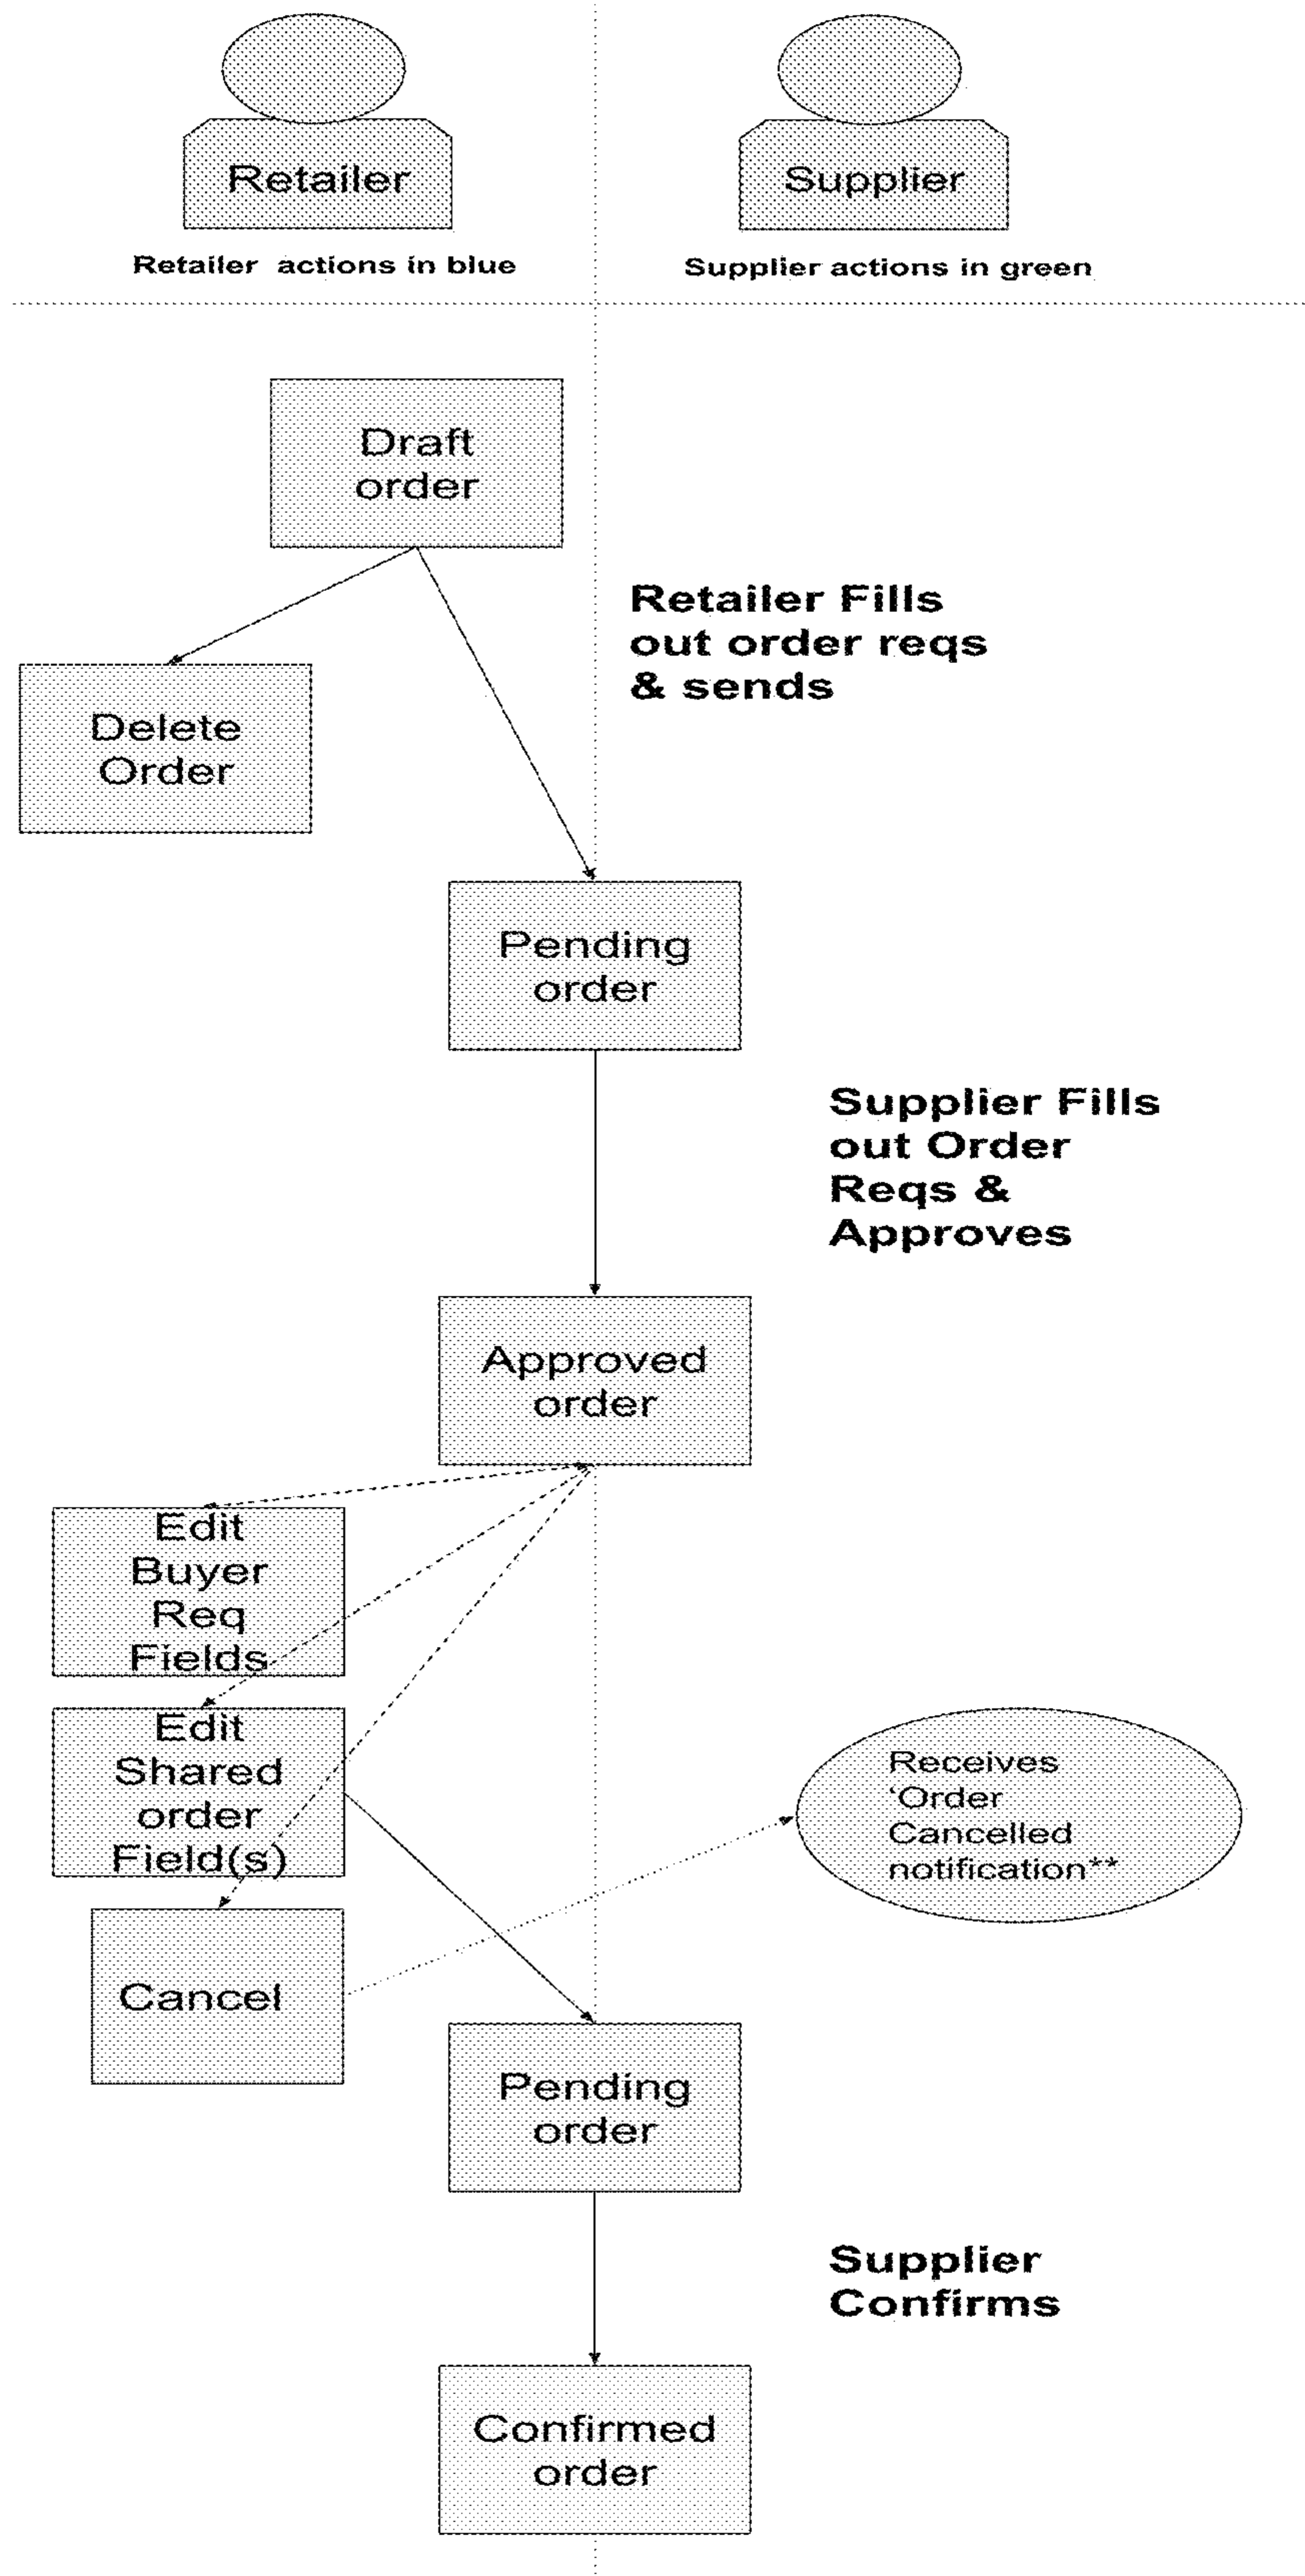 Retailer
Supplier
Retailer actions in blue
Supplier actions in green
Draft
order
Retailer Fills
out order reqs
& sends
Delete
Order
Pending
order
Supplier Fills
out Order
Reqs &
Approves
Approved
order
Edit
Buyer
Req
Fields
Edit
Shared
order
Field(s)
Receives
‘Order
Cancelled
notification**
Cancel
Pending
order
Supplier
Confirms
Confirmed
order